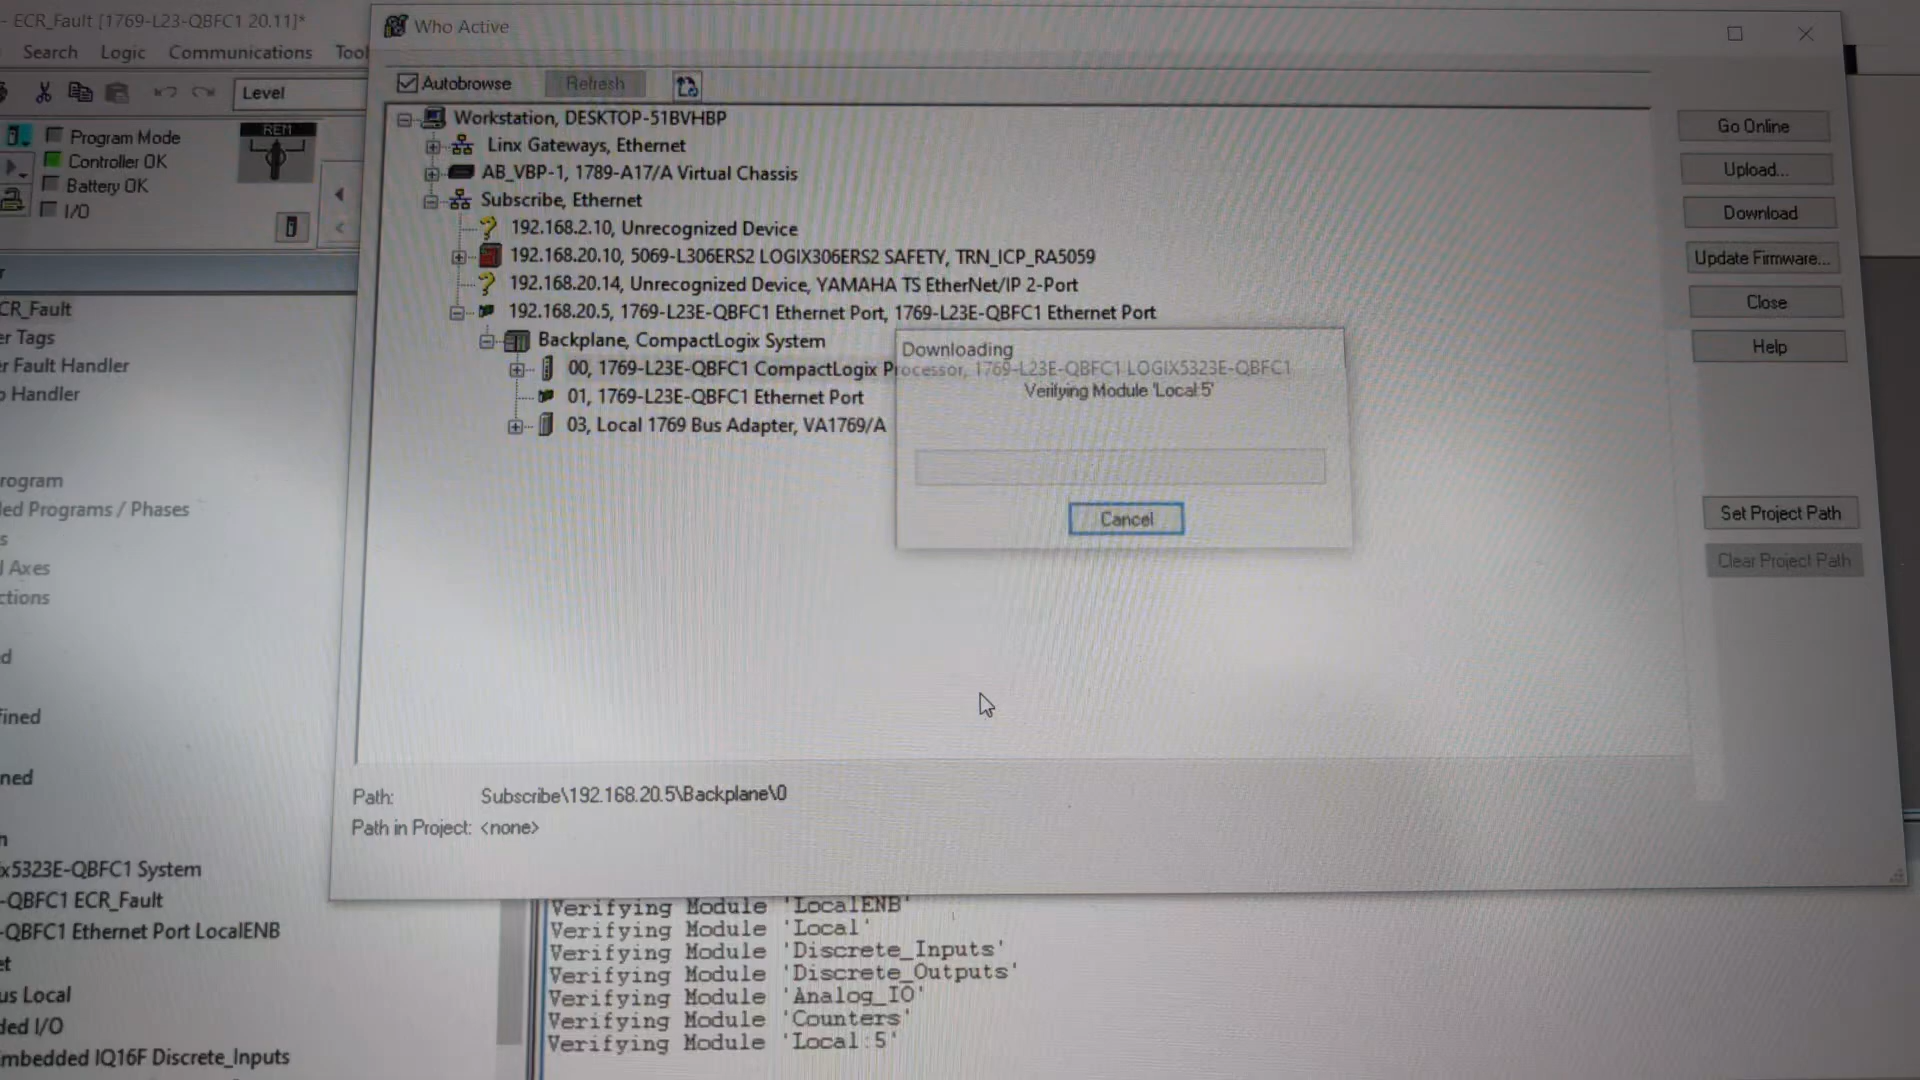 - ECR_Fault [1769-L23-QBFC1 20.11]*
Search Logic Communications Tool
Level
Program Mode
Controller OK
Battery OK
I/O
REM
Who Active
Autobrowse Refresh
Workstation, DESKTOP-51BVHBP
Linx Gateways, Ethernet
AB_VBP-1, 1789-A17/A Virtual Chassis
Subscribe, Ethernet
192.168.2.10, Unrecognized Device
192.168.20.10, 5069-L306ERS2 LOGIX306ERS2 SAFETY, TRN_ICP_RA5059
192.168.20.14, Unrecognized Device, YAMAHA TS EtherNet/IP 2-Port
192.168.20.5, 1769-L23E-QBFC1 Ethernet Port, 1769-L23E-QBFC1 Ethernet Port
Backplane, CompactLogix System
00, 1769-L23E-QBFC1 CompactLogix Processor, 1769-L23E-QBFC1 LOGIX5323E-QBFC1
01, 1769-L23E-QBFC1 Ethernet Port
03, Local 1769 Bus Adapter, VA1769/A
Downloading
Verifying Module 'Local:5'
Cancel
Go Online
Upload...
Download
Update Firmware...
Close
Help
Set Project Path
Clear Project Path
Path: Subscribe\192.168.20.5\Backplane\0
Path in Project: <none>
r
CR_Fault
er Tags
er Fault Handler
p Handler
rogram
led Programs / Phases
s
l Axes
ctions
d
fined
ned
n
x5323E-QBFC1 System
-QBFC1 ECR_Fault
-QBFC1 Ethernet Port LocalENB
et
us Local
ded I/O
mbedded IQ16F Discrete_Inputs
Verifying Module 'LocalENB'
Verifying Module 'Local'
Verifying Module 'Discrete_Inputs'
Verifying Module 'Discrete_Outputs'
Verifying Module 'Analog_IO'
Verifying Module 'Counters'
Verifying Module 'Local:5'